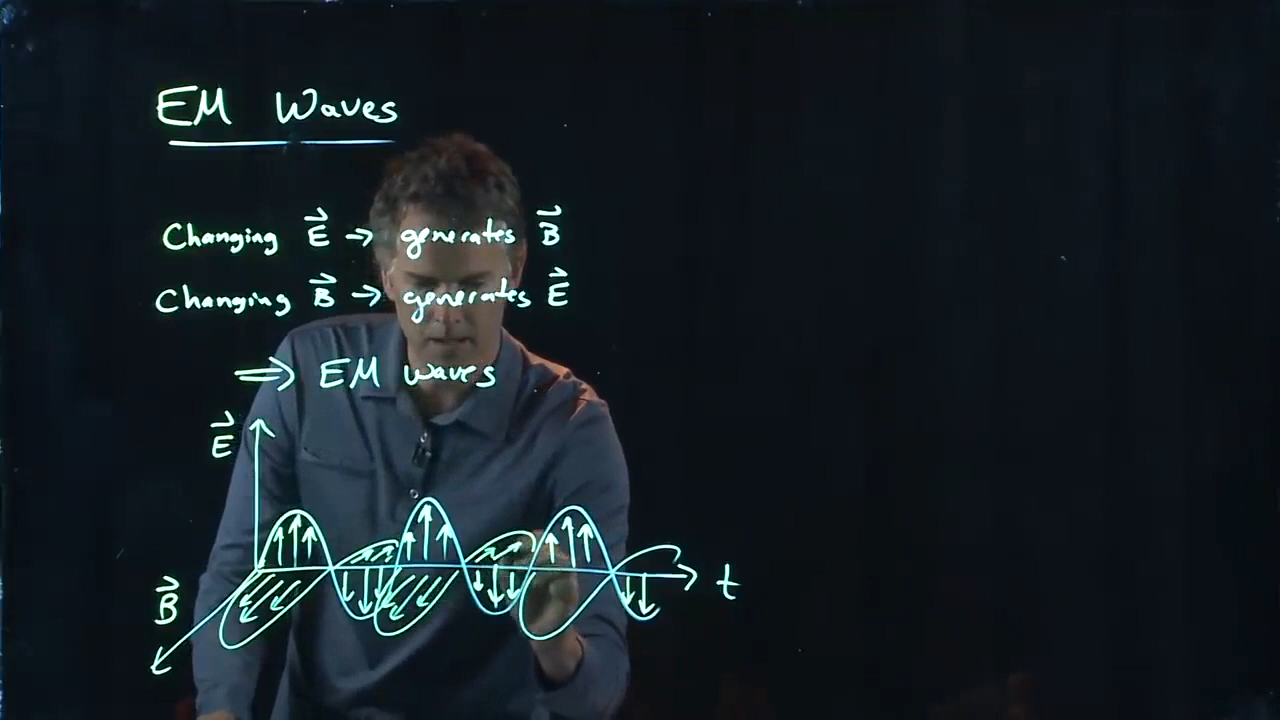 EM Waves
Changing E⃗ → generates B⃗
Changing B⃗ → generates E⃗
⇒ EM waves
E⃗
B⃗
t